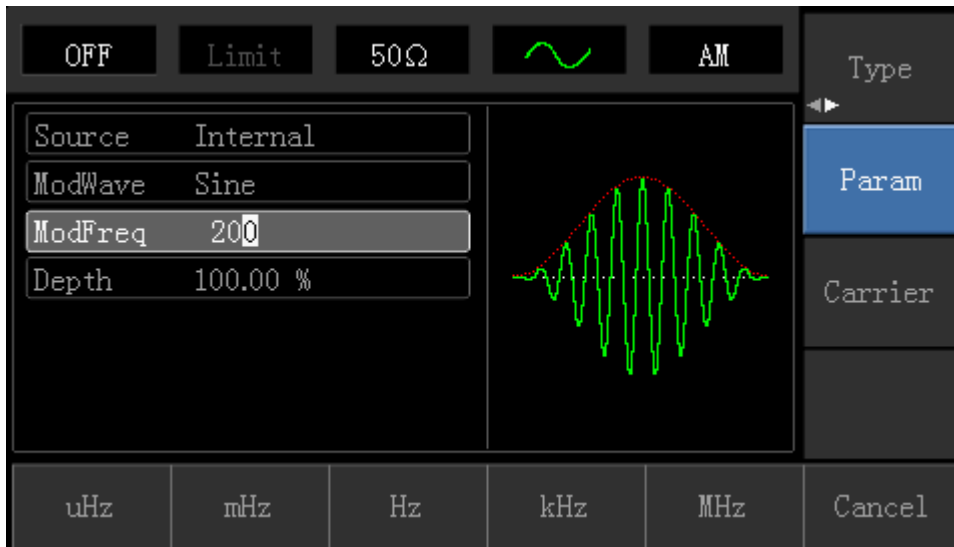 OFF Limit 50Ω AM
Type
Source Internal
ModWave Sine
ModFreq 200
Depth 100.00 %
Param
Carrier
uHz mHz Hz kHz MHz Cancel